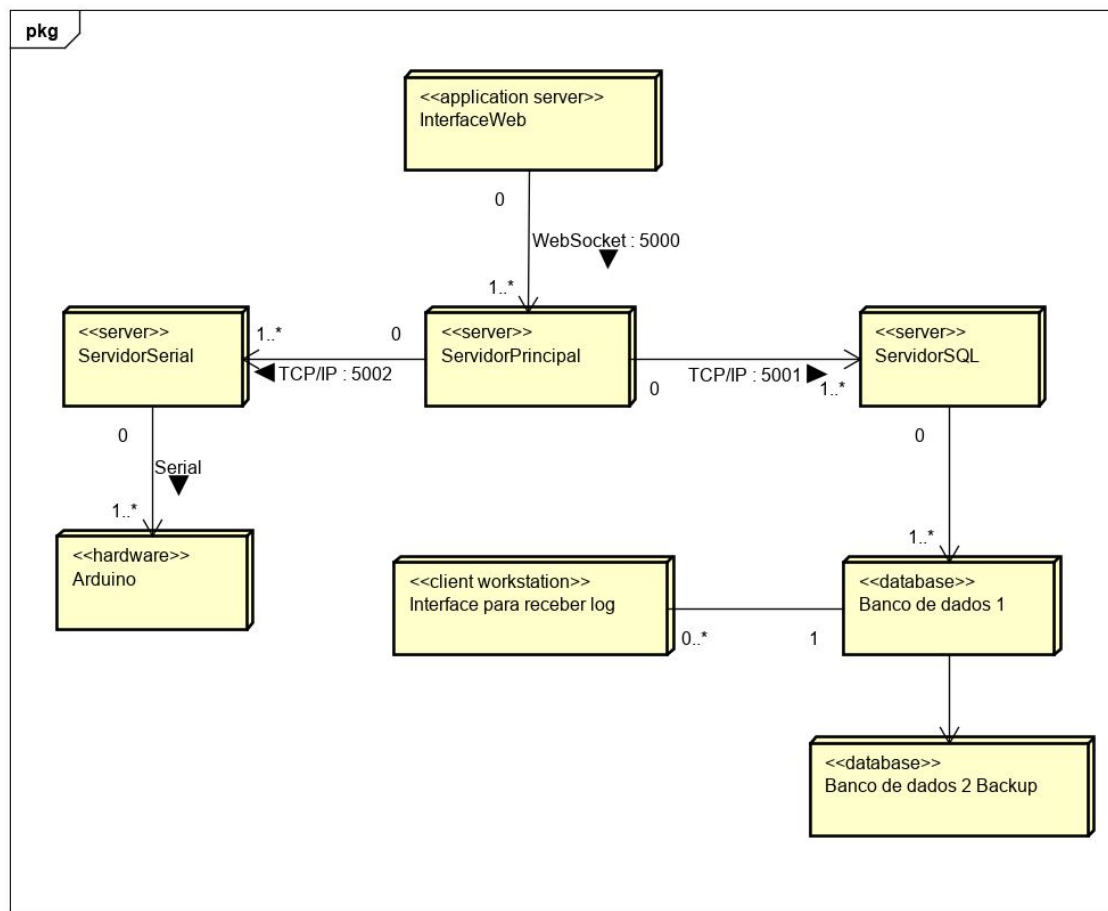 pkg
<<application server>>
InterfaceWeb
0
WebSocket : 5000
1..*
<<server>>
ServidorSerial
1..*
0
TCP/IP : 5002
<<server>>
ServidorPrincipal
0
TCP/IP : 5001
1..*
<<server>>
ServidorSQL
0
Serial
1..*
<<hardware>>
Arduino
0
1..*
<<client workstation>>
Interface para receber log
0..*
1
<<database>>
Banco de dados 1
<<database>>
Banco de dados 2 Backup